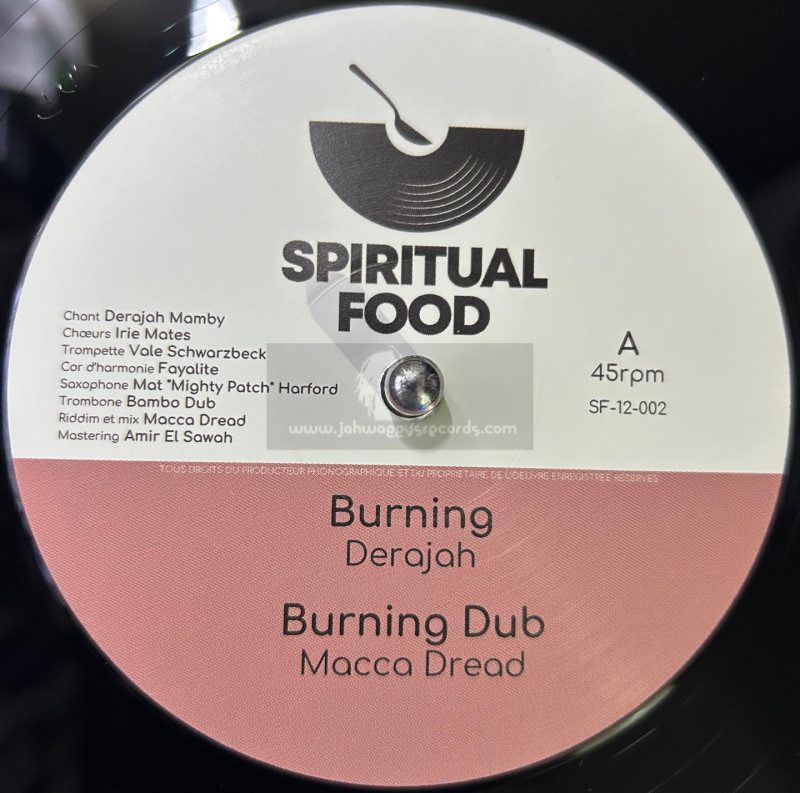 SPIRITUAL
FOOD
Chant Derajah Mamby
Chœurs Irie Mates
Trompette Vale Schwarzbeck
Cor d'harmonie Fayalite
Saxophone Mat "Mighty Patch" Harford
Trombone Bambo Dub
Riddim et mix Macca Dread
Mastering Amir El Sawah
A
45rpm
SF-12-002
www.jahwaggysrecords.com
TOUS DROITS DU PRODUCTEUR PHONOGRAPHIQUE ET DU PROPRIETAIRE DE L'OEUVRE ENREGISTREE RESERVES
Burning
Derajah
Burning Dub
Macca Dread